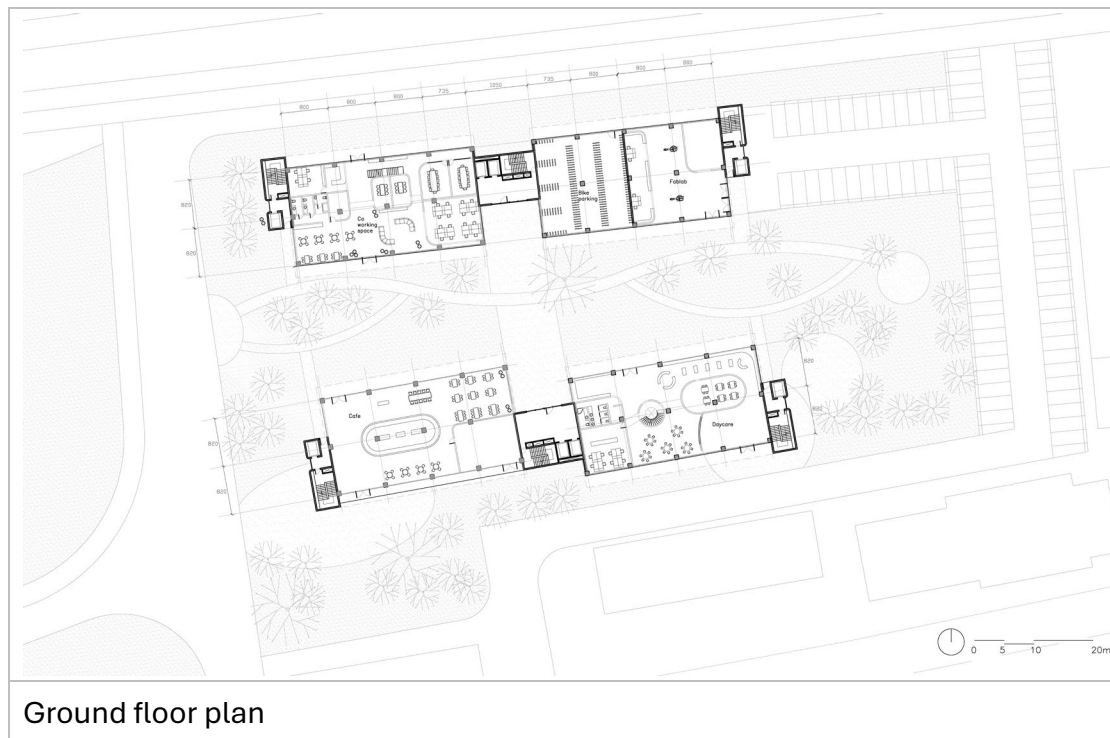 800 800 800 735 1050 735 800 800 800
820
820
Co
working
space
Bike
parking
Fablab
820
820
Cafe
Daycare
820
820
0 5 10 20m
Ground floor plan